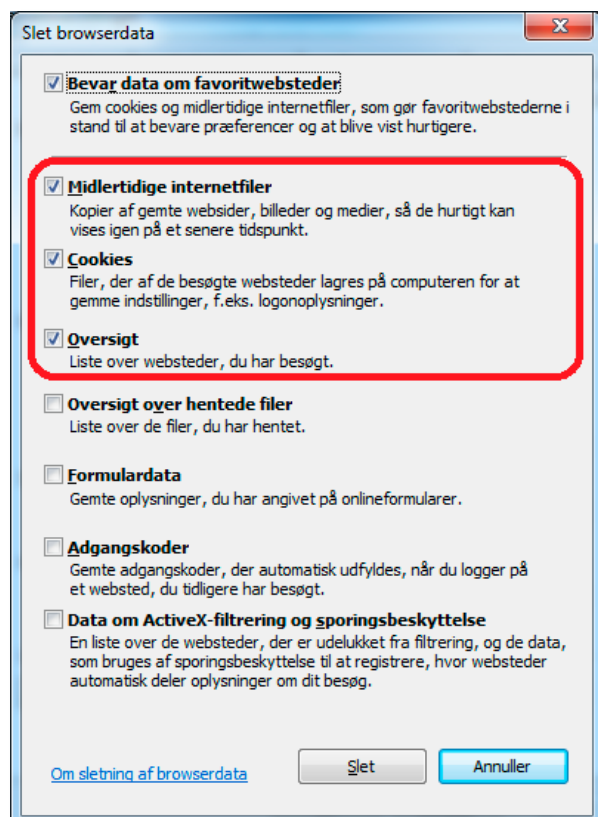 Slet browserdata
Bevar data om favoritwebsteder
Gem cookies og midlertidige internetfiler, som gør favoritwebstederne i
stand til at bevare præferencer og at blive vist hurtigere.
Midlertidige internetfiler
Kopier af gemte websider, billeder og medier, så de hurtigt kan
vises igen på et senere tidspunkt.
Cookies
Filer, der af de besøgte websteder lagres på computeren for at
gemme indstillinger, f.eks. logonoplysninger.
Oversigt
Liste over websteder, du har besøgt.
Oversigt over hentede filer
Liste over de filer, du har hentet.
Formulardata
Gemte oplysninger, du har angivet på onlineformularer.
Adgangskoder
Gemte adgangskoder, der automatisk udfyldes, når du logger på
et websted, du tidligere har besøgt.
Data om ActiveX-filtrering og sporingsbeskyttelse
En liste over de websteder, der er udelukket fra filtrering, og de data,
som bruges af sporingsbeskyttelse til at registrere, hvor websteder
automatisk deler oplysninger om dit besøg.
Om sletning af browserdata
Slet
Annuller